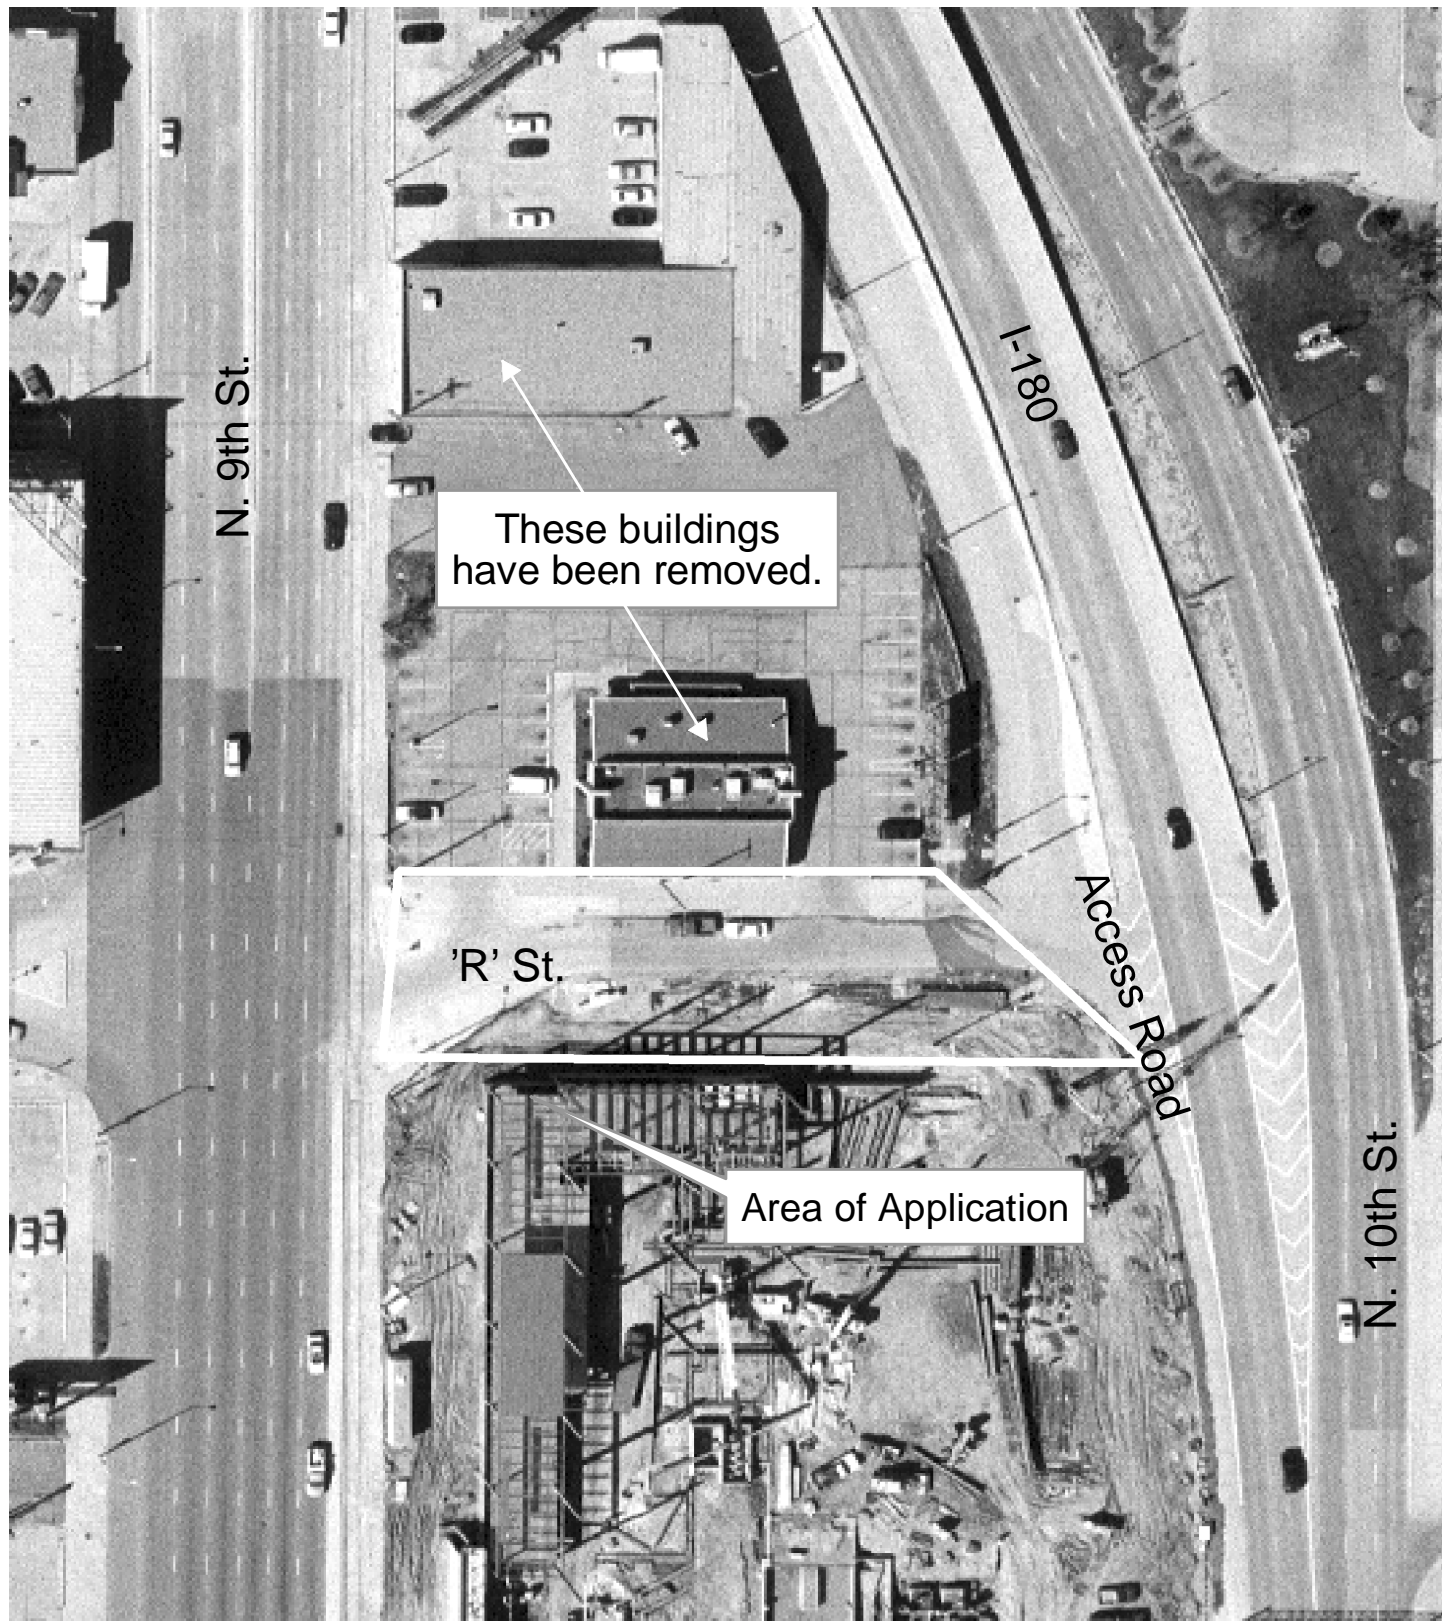 I-180
N. 9th St.
These buildings
have been removed.
'R' St.
Access Road
Area of Application
N. 10th St.